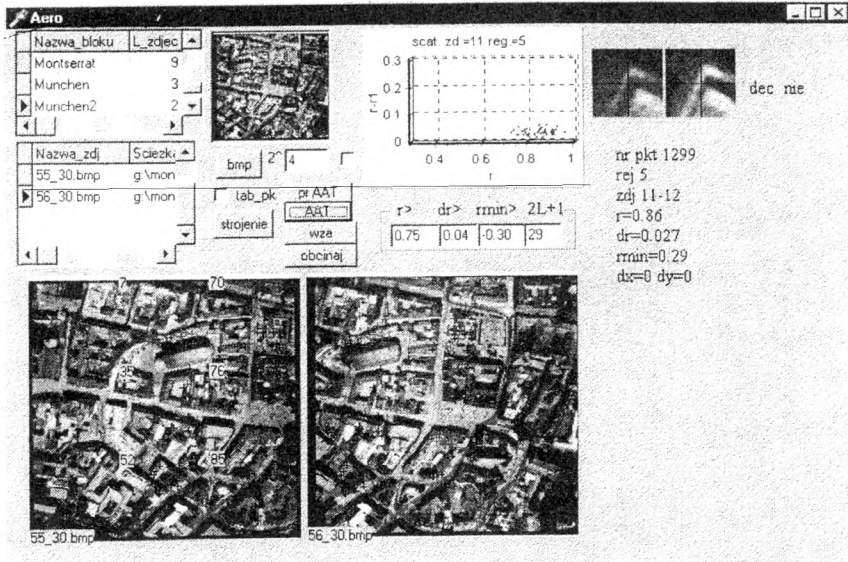 Aero
Nazwa_bloku L_zdjec
Montserrat 9
Munchen 3
Munchen2 2
Nazwa_zdj Sciezk
55_30.bmp g:\mon
56_30 bmp g:\mon
bmp 2^ 4
tab_pk pr AAT
AAT
strojenie
wza
obcinaj
scat. zd =11 reg =5
0.3
0.2
0 1
0
0 4 0.6 0.8 1
r-r1
r
r> dr> rmin> 2L+1
0.75 0.04 -0.30 29
dec nie
nr pkt 1299
rej 5
zdj 11-12
r=0.86
dr=0.027
rmin=0.29
dx=0 dy=0
7 70
35 76
52 85
55_30.bmp
56_30.bmp